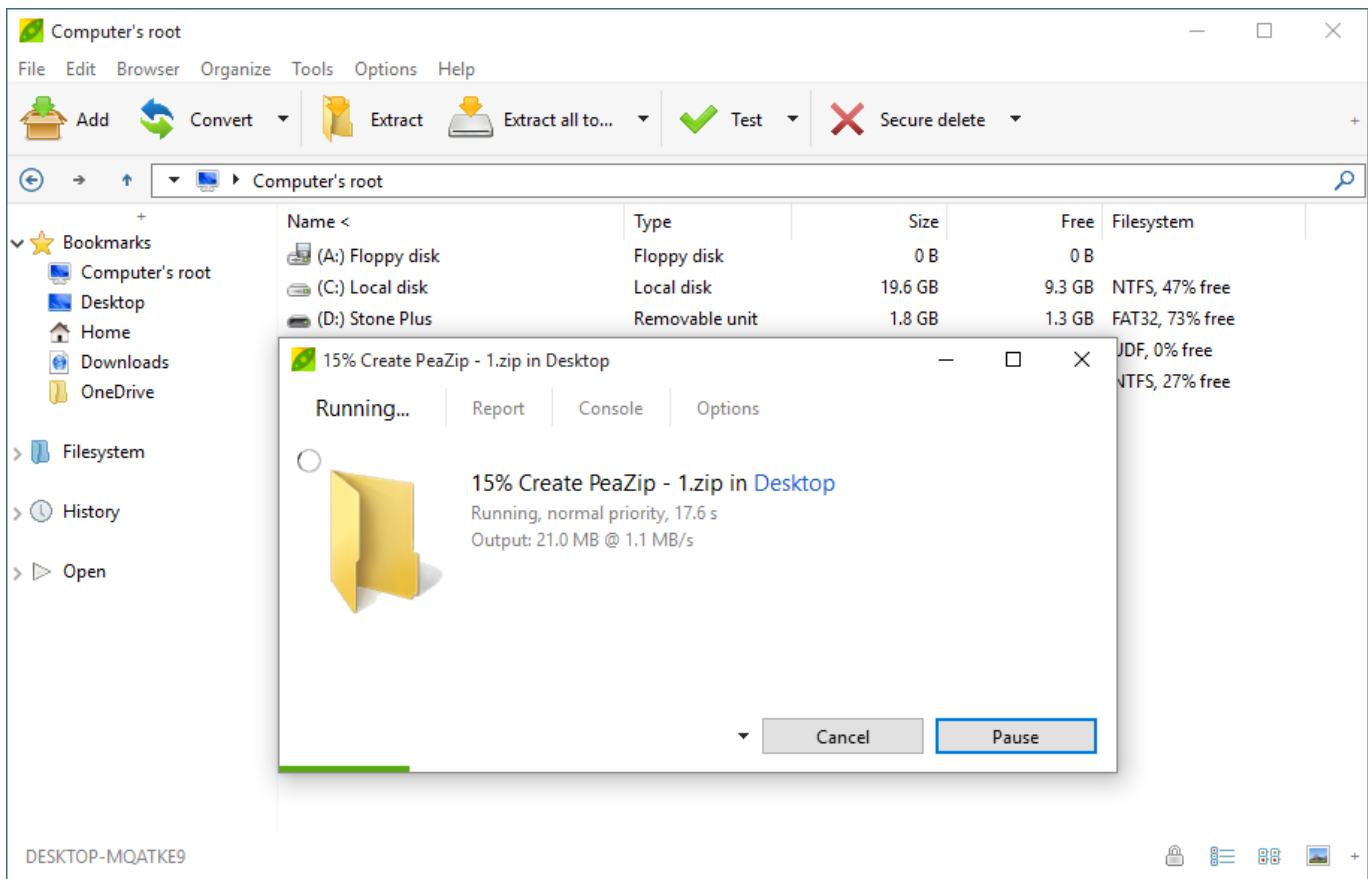 Computer's root
File Edit Browser Organize Tools Options Help
Add Convert Extract Extract all to... Test Secure delete +
Computer's root
+
Bookmarks
Computer's root
Desktop
Home
Downloads
OneDrive
Filesystem
History
Open
Name < Type Size Free Filesystem
(A:) Floppy disk Floppy disk 0 B 0 B
(C:) Local disk Local disk 19.6 GB 9.3 GB NTFS, 47% free
(D:) Stone Plus Removable unit 1.8 GB 1.3 GB FAT32, 73% free
0% free
27% free
15% Create PeaZip - 1.zip in Desktop
Running... Report Console Options
15% Create PeaZip - 1.zip in Desktop
Running, normal priority, 17.6 s
Output: 21.0 MB @ 1.1 MB/s
Cancel Pause
DESKTOP-MQATKE9 +